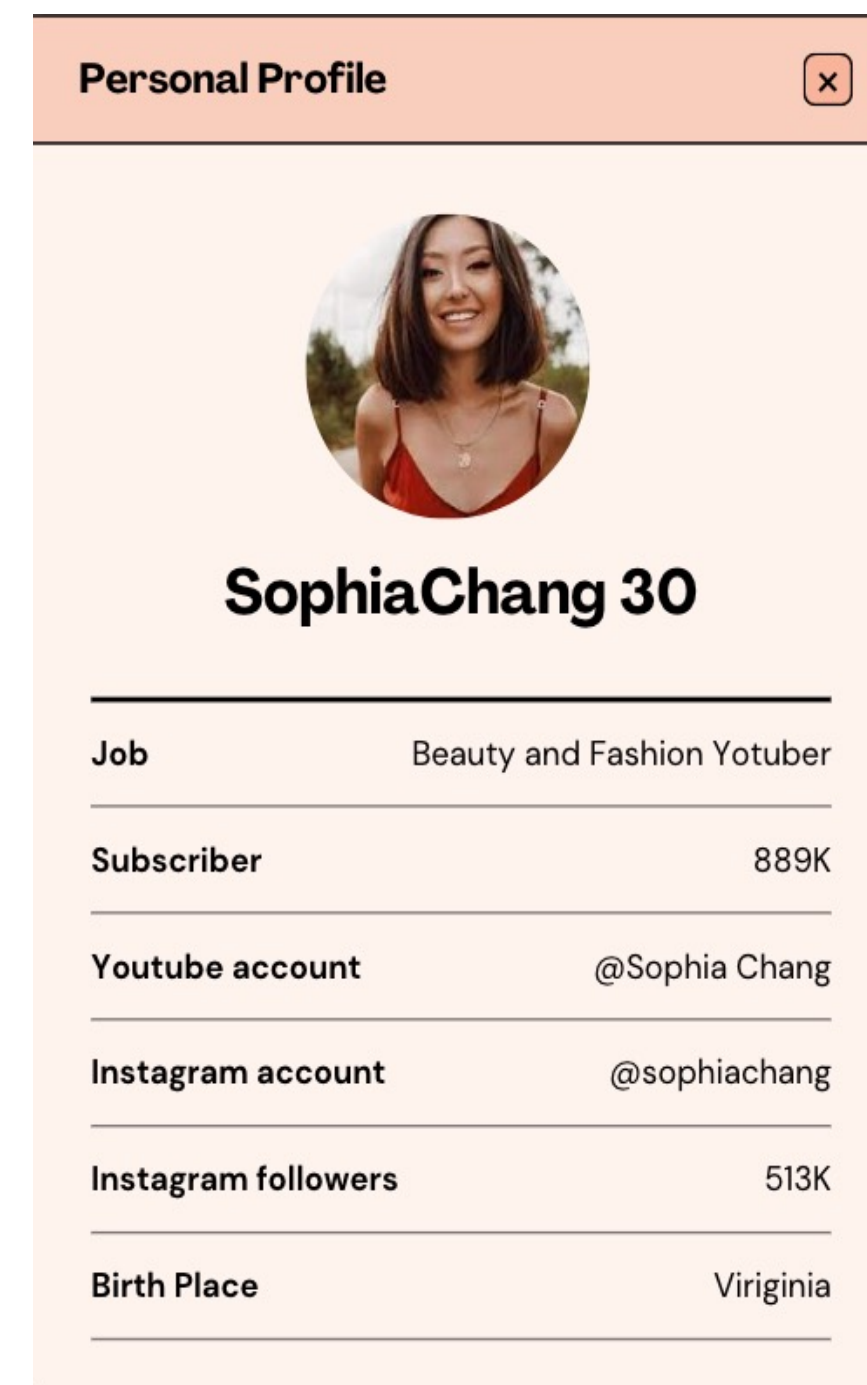 Personal Profile
×
SophiaChang 30
Job Beauty and Fashion Yotuber
Subscriber 889K
Youtube account @Sophia Chang
Instagram account @sophiachang
Instagram followers 513K
Birth Place Viriginia